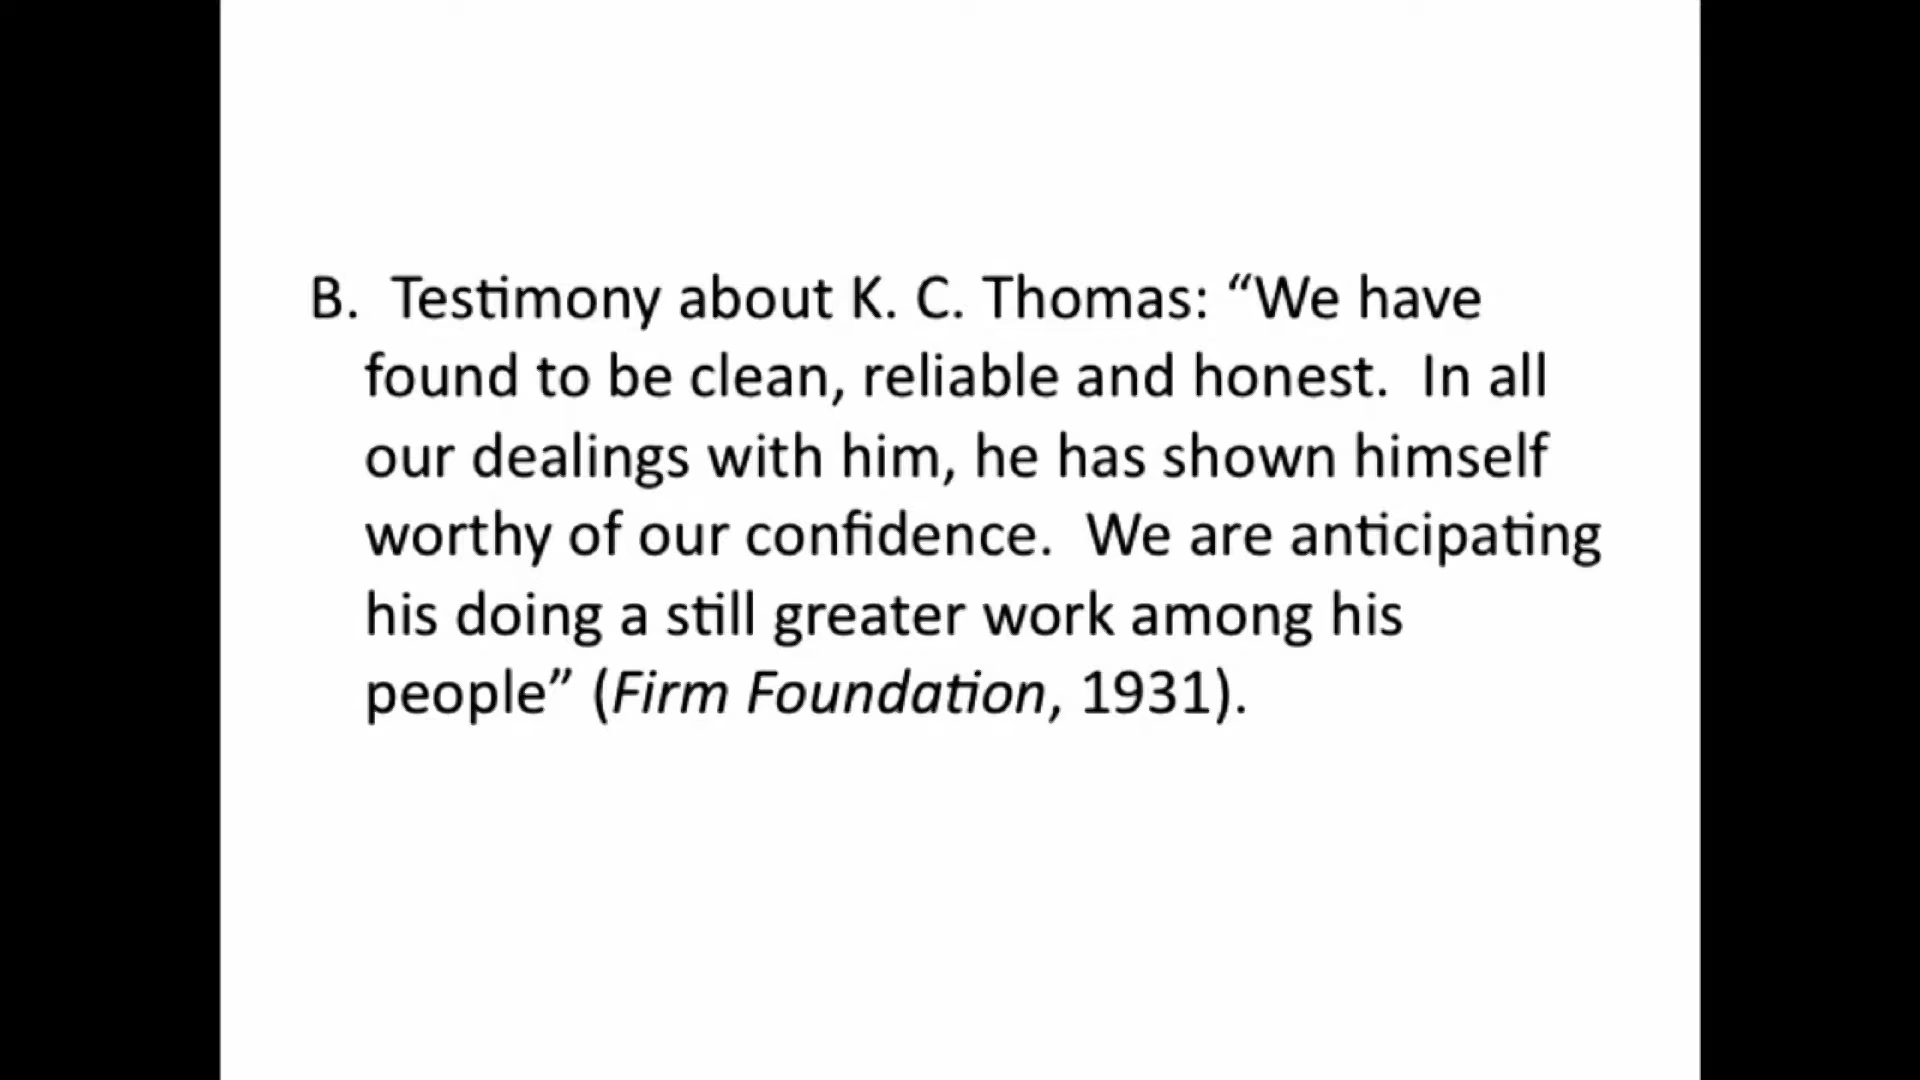 B.  Testimony about K. C. Thomas: “We have
found to be clean, reliable and honest.  In all
our dealings with him, he has shown himself
worthy of our confidence.  We are anticipating
his doing a still greater work among his
people” (Firm Foundation, 1931).